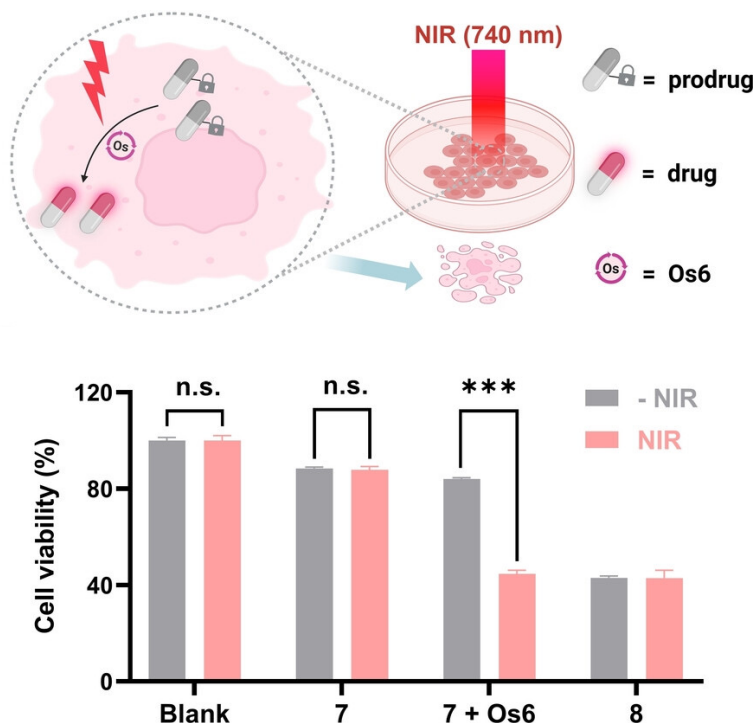 NIR (740 nm)
= prodrug
Os
= drug
Os
= Os6
120
n.s.
n.s.
***
- NIR
NIR
80
40
0
Cell viability (%)
Blank
7
7 + Os6
8